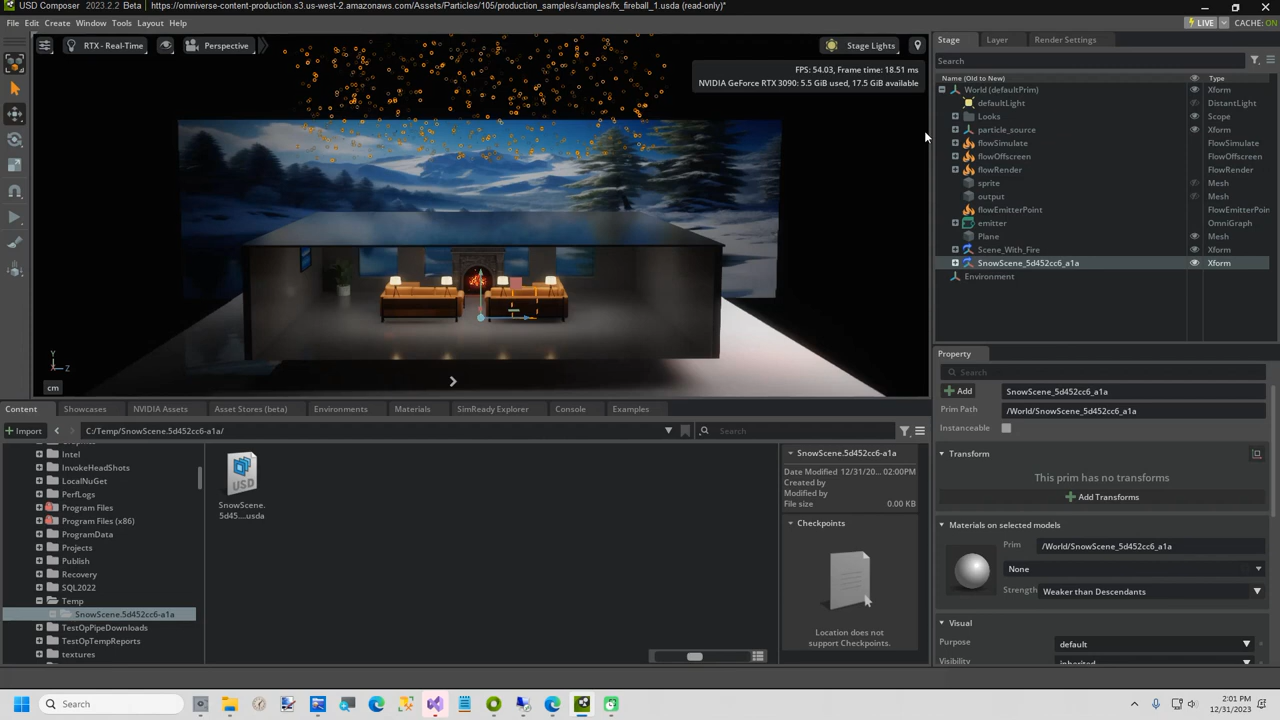 USD Composer 2023.2.2 Beta https://omniverse-content-production.s3.us-west-2.amazonaws.com/Assets/Particles/105/production_samples/samples/fx_fireball_1.usda (read-only)*
File Edit Create Window Tools Layout Help
LIVE CACHE: ON
RTX - Real-Time Perspective Stage Lights
FPS: 54.03, Frame time: 18.51 ms
NVIDIA GeForce RTX 3090: 5.5 GiB used, 17.5 GiB available
Y
Z
cm
Stage Layer Render Settings
Search
Name (Old to New) Type
World (defaultPrim) Xform
defaultLight DistantLight
Looks Scope
particle_source Xform
flowSimulate FlowSimulate
flowOffscreen FlowOffscreen
flowRender FlowRender
sprite Mesh
output Mesh
flowEmitterPoint FlowEmitterPoin
emitter OmniGraph
Plane Mesh
Scene_With_Fire Xform
SnowScene_5d452cc6_a1a Xform
Environment
Property
Search
Add SnowScene_5d452cc6_a1a
Prim Path /World/SnowScene_5d452cc6_a1a
Instanceable
Transform
This prim has no transforms
Add Transforms
Materials on selected models
Prim /World/SnowScene_5d452cc6_a1a
None
Strength Weaker than Descendants
Visual
Purpose default
Visibility inherited
Content Showcases NVIDIA Assets Asset Stores (beta) Environments Materials SimReady Explorer Console Examples
Import C:/Temp/SnowScene.5d452cc6-a1a/ Search
Intel
InvokeHeadShots
LocalNuGet
PerfLogs
Program Files
Program Files (x86)
ProgramData
Projects
Publish
Recovery
SQL2022
Temp
SnowScene.5d452cc6-a1a
TestOpPipeDownloads
TestOpTempReports
textures
USD
SnowScene.
5d45....usda
SnowScene.5d452cc6-a1a
Date Modified 12/31/20... 02:00PM
Created by
Modified by
File size 0.00 KB
Checkpoints
Location does not
support Checkpoints.
Search
2:01 PM
12/31/2023